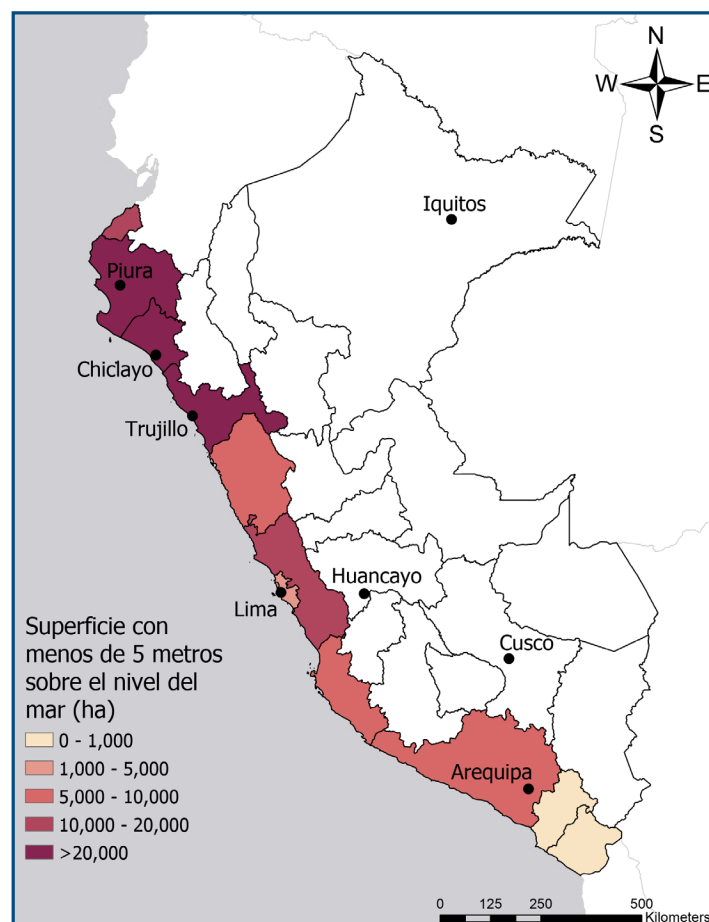 N
W E
S
Iquitos
Piura
Chiclayo
Trujillo
Huancayo
Lima
Cusco
Arequipa
Superficie con
menos de 5 metros
sobre el nivel del
mar (ha)
0 - 1,000
1,000 - 5,000
5,000 - 10,000
10,000 - 20,000
>20,000
0 125 250 500
Kilometers